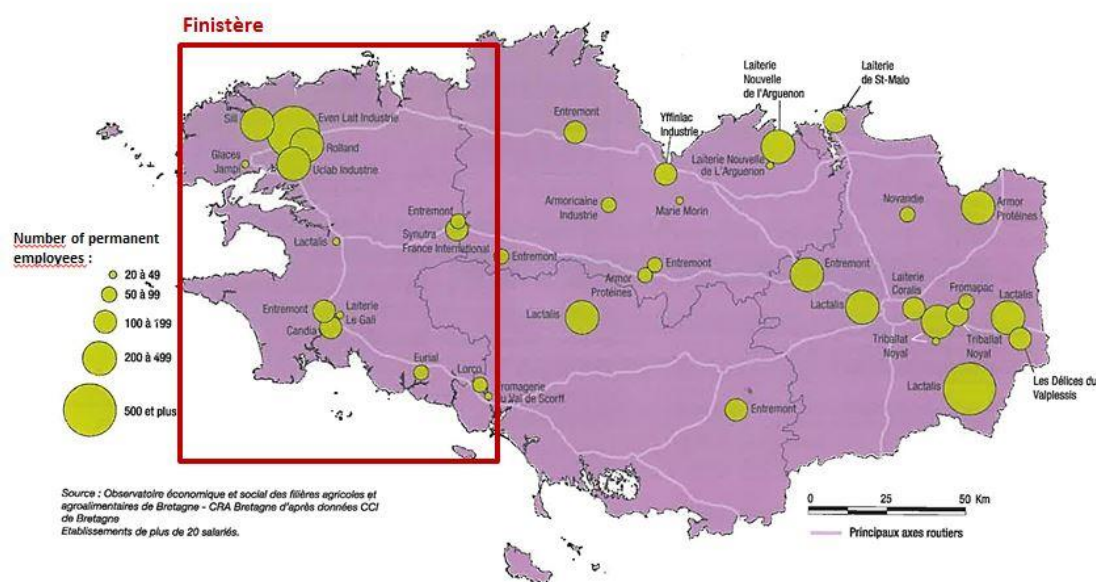 Finistère
Laiterie
Nouvelle
de l'Arguenon
Laiterie
de St-Malo
Sill
Even Lait Industrie
Rolland
Glaces
Jampi
Uclab Industrie
Entremont
Yffiniac
Industrie
Laiterie Nouvelle
de L'Arguenon
Armoricaine
Industrie
Marie Morin
Novandie
Armor
Protéines
Number of permanent
employees :
20 à 49
50 à 99
100 à 199
200 à 499
500 et plus
Lactalis
Entremont
Synutra
France International
Entremont
Armor
Protéines
Entremont
Entremont
Laiterie
Coralis
Fromapac
Lactalis
Entremont
Candia
Laiterie
Le Gall
Lactalis
Lactalis
Triballat
Noyal
Triballat
Noyal
Les Délices du
Valplessis
Eurial
Lorco
Fromagerie
du Val de Scorff
Entremont
Lactalis
Source : Observatoire économique et social des filières agricoles et
agroalimentaires de Bretagne - CRA Bretagne d'après données CCI
de Bretagne
Etablissements de plus de 20 salariés.
0 25 50 Km
Principaux axes routiers